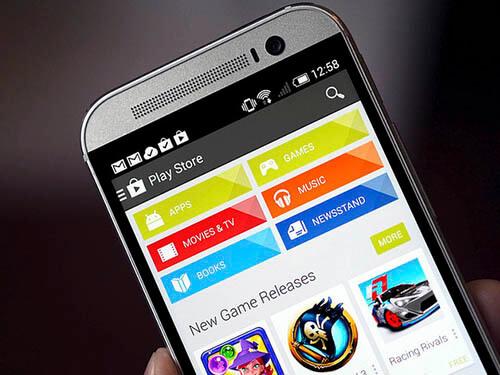 12:58
Play Store
APPS
GAMES
MOVIES & TV
MUSIC
BOOKS
NEWSSTAND
New Game Releases
MORE
Racing Rivals
FREE